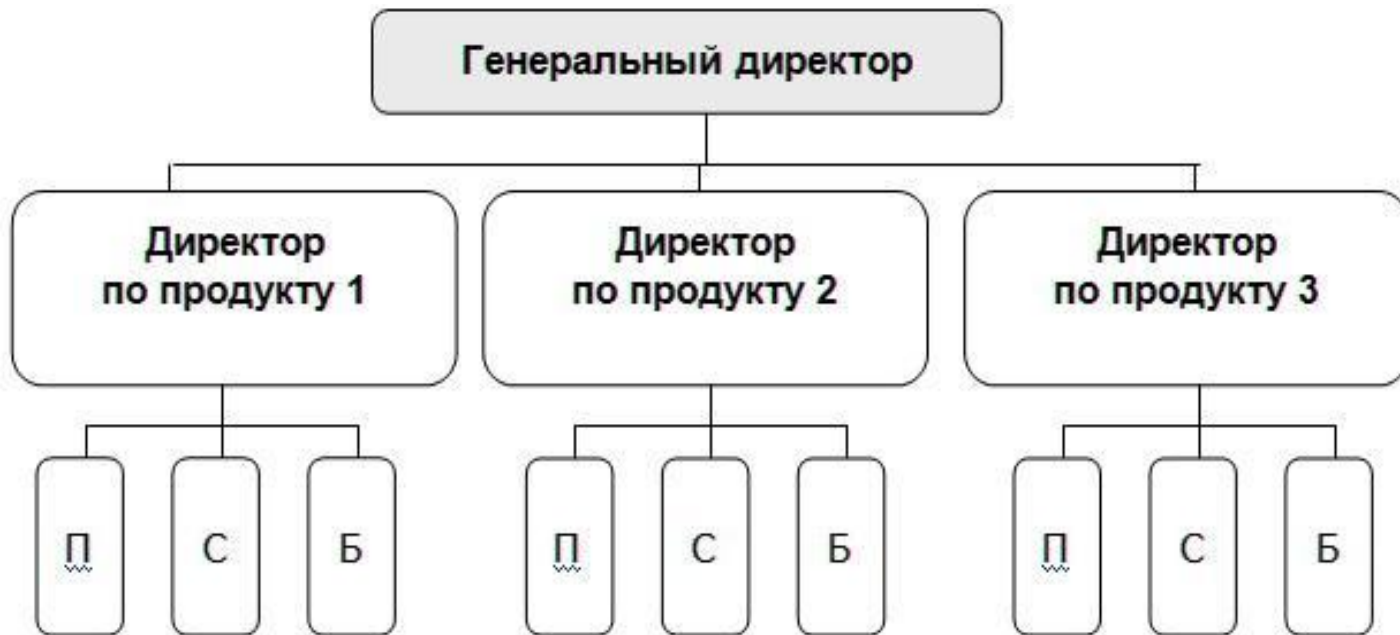 Генеральный директор
Директор
по продукту 1
Директор
по продукту 2
Директор
по продукту 3
П
С
Б
П
С
Б
П
С
Б